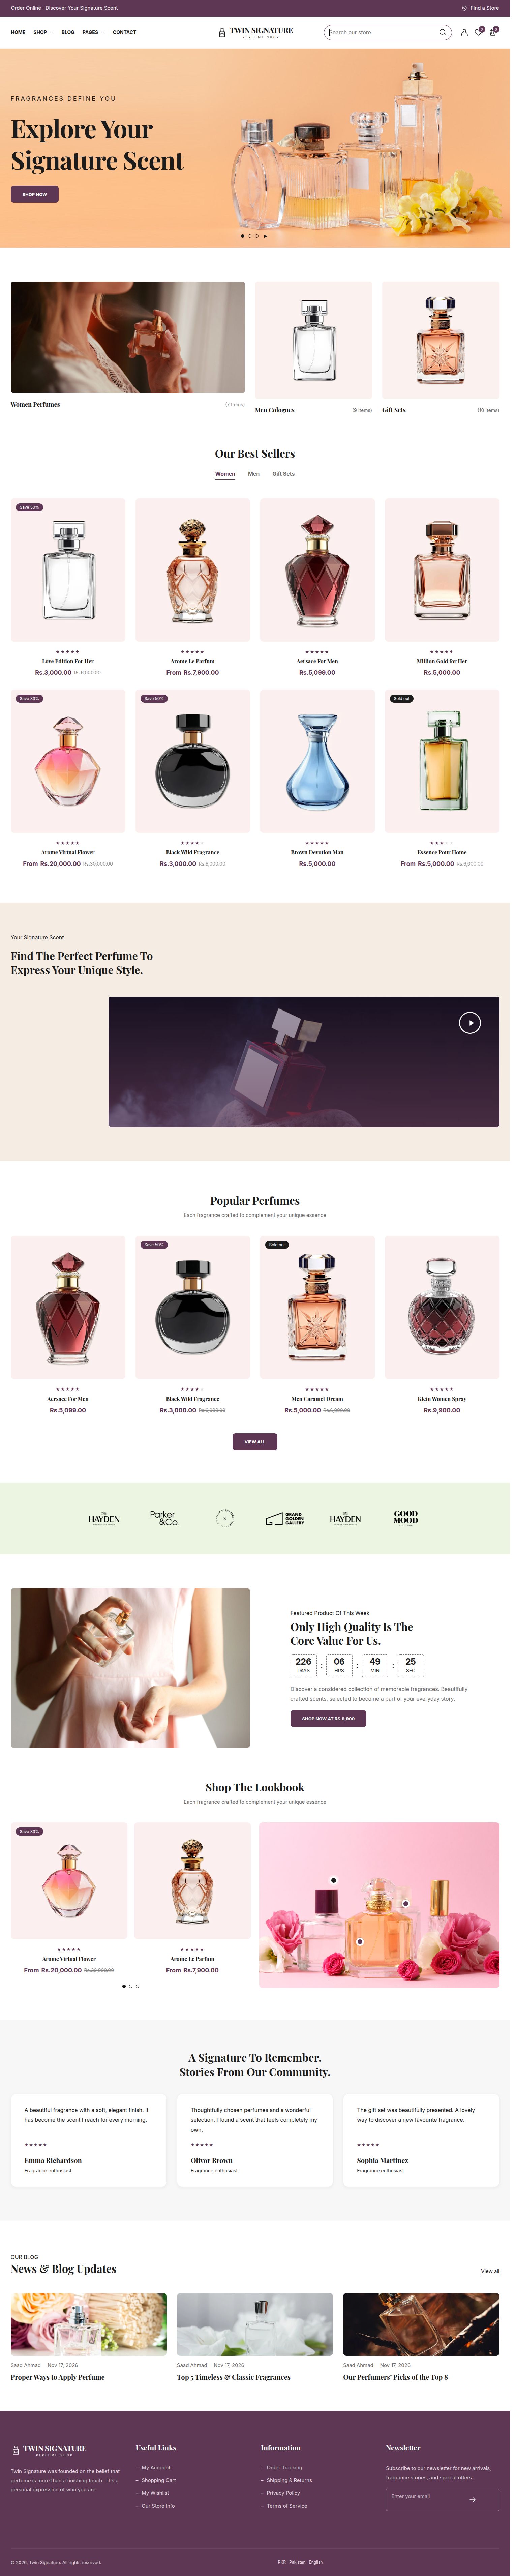 Order Online · Discover Your Signature Scent
Find a Store
HOME SHOP BLOG PAGES CONTACT
TWIN SIGNATURE
PERFUME SHOP
Search our store
0 0
FRAGRANCES DEFINE YOU
Explore Your
Signature Scent
SHOP NOW
Women Perfumes
(7 Items)
Men Colognes
(9 Items)
Gift Sets
(10 Items)
Our Best Sellers
Women Men Gift Sets
Save 50%
Love Edition For Her
Rs.3,000.00 Rs.6,000.00
Arome Le Parfum
From Rs.7,900.00
Aersace For Men
Rs.5,099.00
Million Gold for Her
Rs.5,000.00
Save 33%
Arome Virtual Flower
From Rs.20,000.00 Rs.30,000.00
Save 50%
Black Wild Fragrance
Rs.3,000.00 Rs.6,000.00
Brown Devotion Man
Rs.5,000.00
Sold out
Essence Pour Home
From Rs.5,000.00 Rs.6,000.00
Your Signature Scent
Find The Perfect Perfume To
Express Your Unique Style.
Popular Perfumes
Each fragrance crafted to complement your unique essence
Aersace For Men
Rs.5,099.00
Save 50%
Black Wild Fragrance
Rs.3,000.00 Rs.6,000.00
Sold out
Men Caramel Dream
Rs.5,000.00 Rs.6,000.00
Klein Women Spray
Rs.9,900.00
VIEW ALL
The
HAYDEN
Parker
&Co.
GRAND
GOLDEN
GALLERY
The
HAYDEN
GOOD
MOOD
Featured Product Of This Week
Only High Quality Is The
Core Value For Us.
226 : 06 : 49 : 25
DAYS HRS MIN SEC
Discover a considered collection of memorable fragrances. Beautifully
crafted scents, selected to become a part of your everyday story.
SHOP NOW AT RS.9,900
Shop The Lookbook
Each fragrance crafted to complement your unique essence
Save 33%
Arome Virtual Flower
From Rs.20,000.00 Rs.30,000.00
Arome Le Parfum
From Rs.7,900.00
A Signature To Remember.
Stories From Our Community.
A beautiful fragrance with a soft, elegant finish. It
has become the scent I reach for every morning.
Emma Richardson
Fragrance enthusiast
Thoughtfully chosen perfumes and a wonderful
selection. I found a scent that feels completely my
own.
Olivor Brown
Fragrance enthusiast
The gift set was beautifully presented. A lovely
way to discover a new favourite fragrance.
Sophia Martinez
Fragrance enthusiast
OUR BLOG
News & Blog Updates
View all
Saad Ahmad Nov 17, 2026
Proper Ways to Apply Perfume
Saad Ahmad Nov 17, 2026
Top 5 Timeless & Classic Fragrances
Saad Ahmad Nov 17, 2026
Our Perfumers' Picks of the Top 8
TWIN SIGNATURE
PERFUME SHOP
Twin Signature was founded on the belief that
perfume is more than a finishing touch—it's a
personal expression of who you are.
Useful Links
– My Account
– Shopping Cart
– My Wishlist
– Our Store Info
Information
– Order Tracking
– Shipping & Returns
– Privacy Policy
– Terms of Service
Newsletter
Subscribe to our newsletter for new arrivals,
fragrance stories, and special offers.
Enter your email
© 2026, Twin Signature. All rights reserved.
PKR · Pakistan English